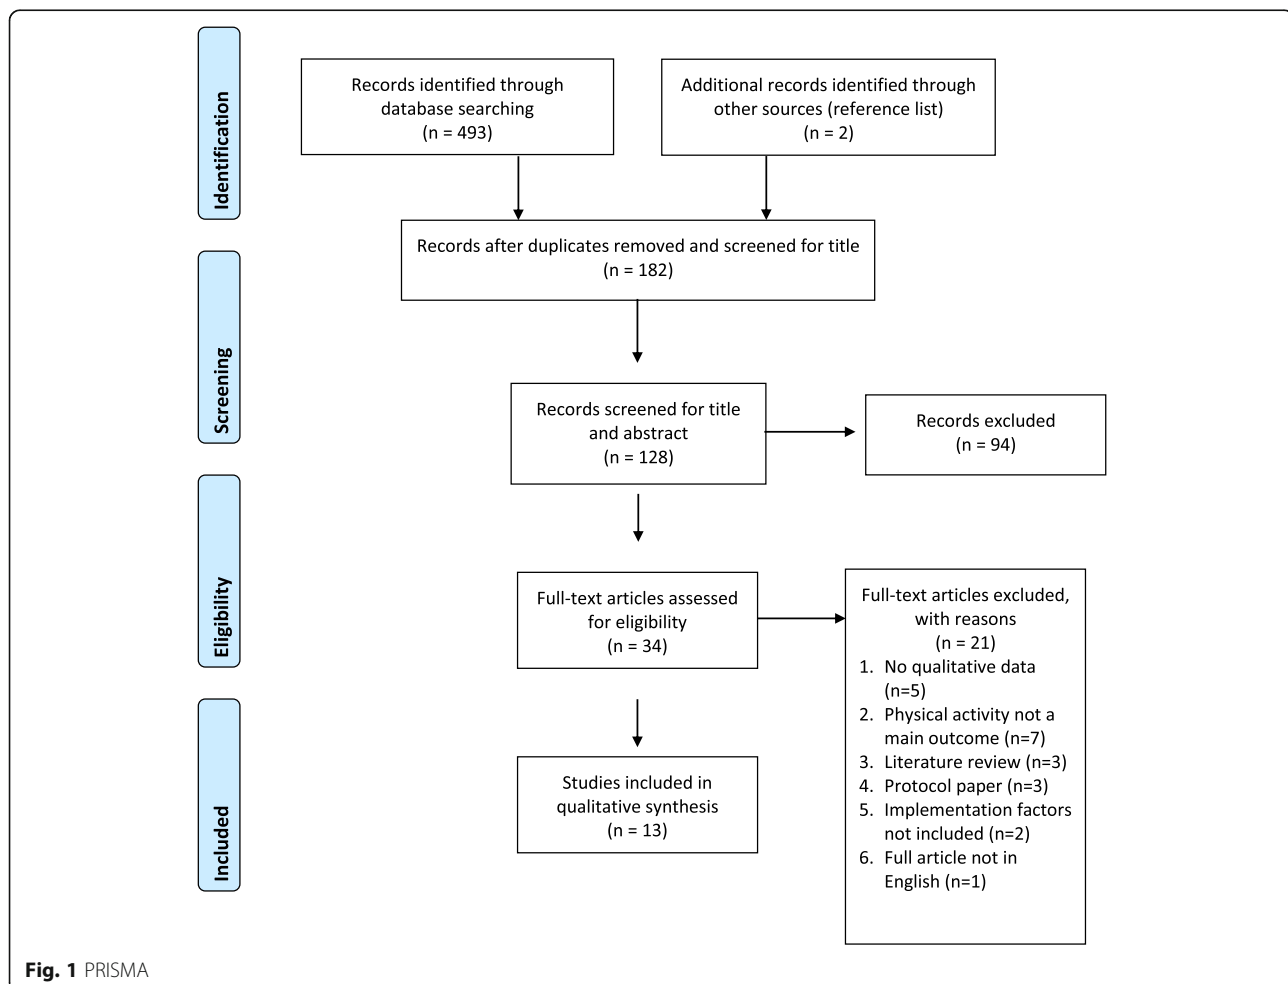 Identification
Records identified through
database searching
(n = 493)
Additional records identified through
other sources (reference list)
(n = 2)
Records after duplicates removed and screened for title
(n = 182)
Screening
Records screened for title
and abstract
(n = 128)
Records excluded
(n = 94)
Eligibility
Full-text articles assessed
for eligibility
(n = 34)
Full-text articles excluded,
with reasons
(n = 21)
1. No qualitative data
(n=5)
2. Physical activity not a
main outcome (n=7)
3. Literature review (n=3)
4. Protocol paper (n=3)
5. Implementation factors
not included (n=2)
6. Full article not in
English (n=1)
Included
Studies included in
qualitative synthesis
(n = 13)
Fig. 1 PRISMA